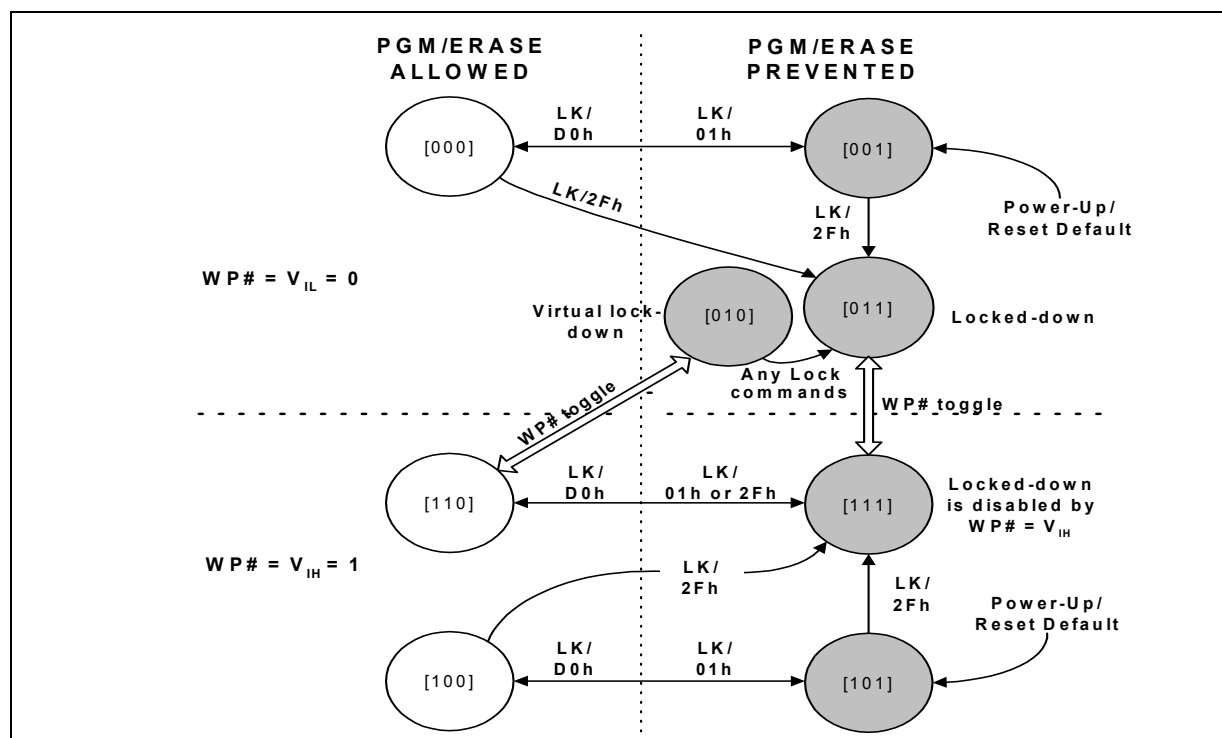 PGM/ERASE
ALLOWED
PGM/ERASE
PREVENTED
LK/
D0h
LK/
01h
[000]
[001]
LK/2Fh
LK/
2Fh
Power-Up/
Reset Default
WP# = VIL = 0
Virtual lock-
down
[010]
[011]
Locked-down
Any Lock
commands
WP# toggle
WP# toggle
LK/
D0h
LK/
01h or 2Fh
[110]
[111]
Locked-down
is disabled by
WP# = VIH
WP# = VIH = 1
LK/
2Fh
LK/
2Fh
Power-Up/
Reset Default
LK/
D0h
LK/
01h
[100]
[101]